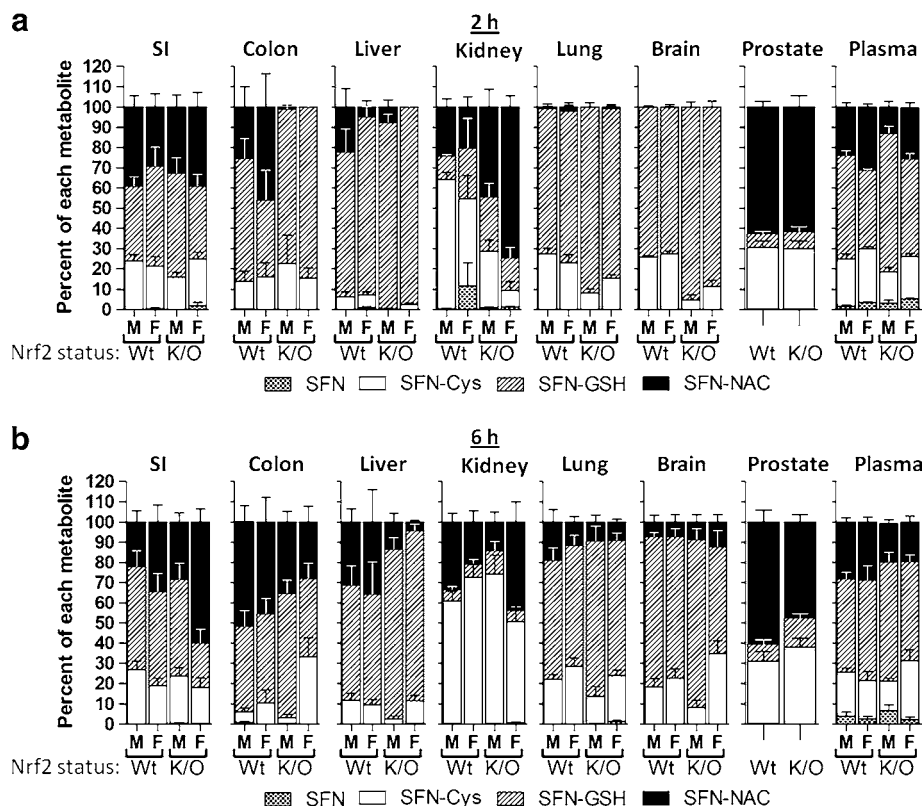 a
2 h
SI Colon Liver Kidney Lung Brain Prostate Plasma
Percent of each metabolite
120
110
100
90
80
70
60
50
40
30
20
10
0
M F M F M F M F M F M F M F M F M F M F M F M F M F M F
Nrf2 status: Wt K/O Wt K/O Wt K/O Wt K/O Wt K/O Wt K/O Wt K/O Wt K/O
SFN SFN-Cys SFN-GSH SFN-NAC
b
6 h
SI Colon Liver Kidney Lung Brain Prostate Plasma
Percent of each metabolite
120
110
100
90
80
70
60
50
40
30
20
10
0
M F M F M F M F M F M F M F M F M F M F M F M F M F M F
Nrf2 status: Wt K/O Wt K/O Wt K/O Wt K/O Wt K/O Wt K/O Wt K/O Wt K/O
SFN SFN-Cys SFN-GSH SFN-NAC